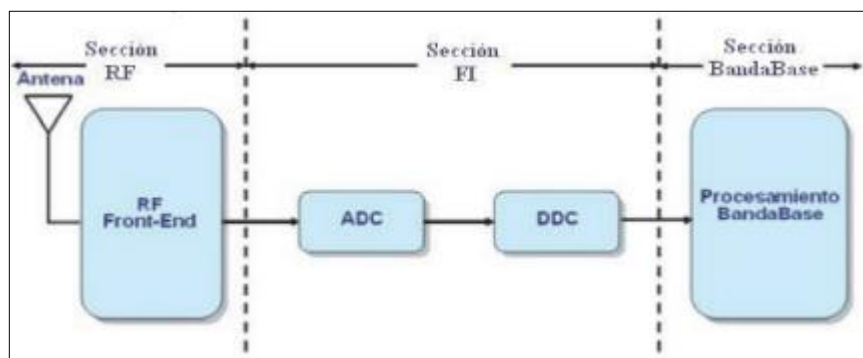 Sección
RF
Sección
FI
Sección
BandaBase
Antena
RF
Front-End
ADC
DDC
Procesamiento
BandaBase